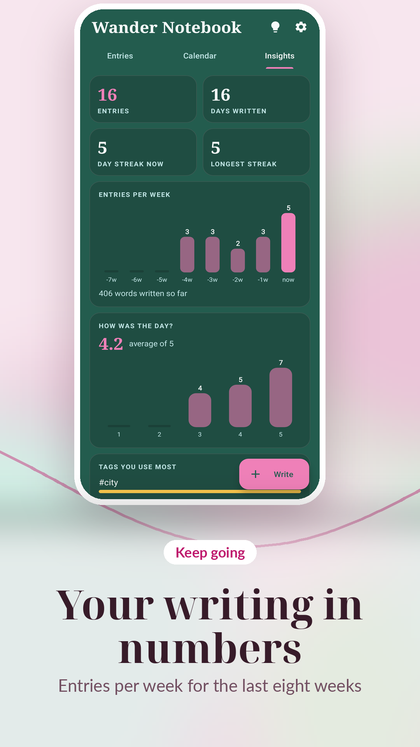 Wander Notebook
Entries Calendar Insights
16 16
ENTRIES DAYS WRITTEN
5 5
DAY STREAK NOW LONGEST STREAK
ENTRIES PER WEEK
3 3 2 3 5
-7w -6w -5w -4w -3w -2w -1w now
406 words written so far
HOW WAS THE DAY?
4.2 average of 5
4 5 7
1 2 3 4 5
TAGS YOU USE MOST
#city
+ Write
Keep going
Your writing in
numbers
Entries per week for the last eight weeks